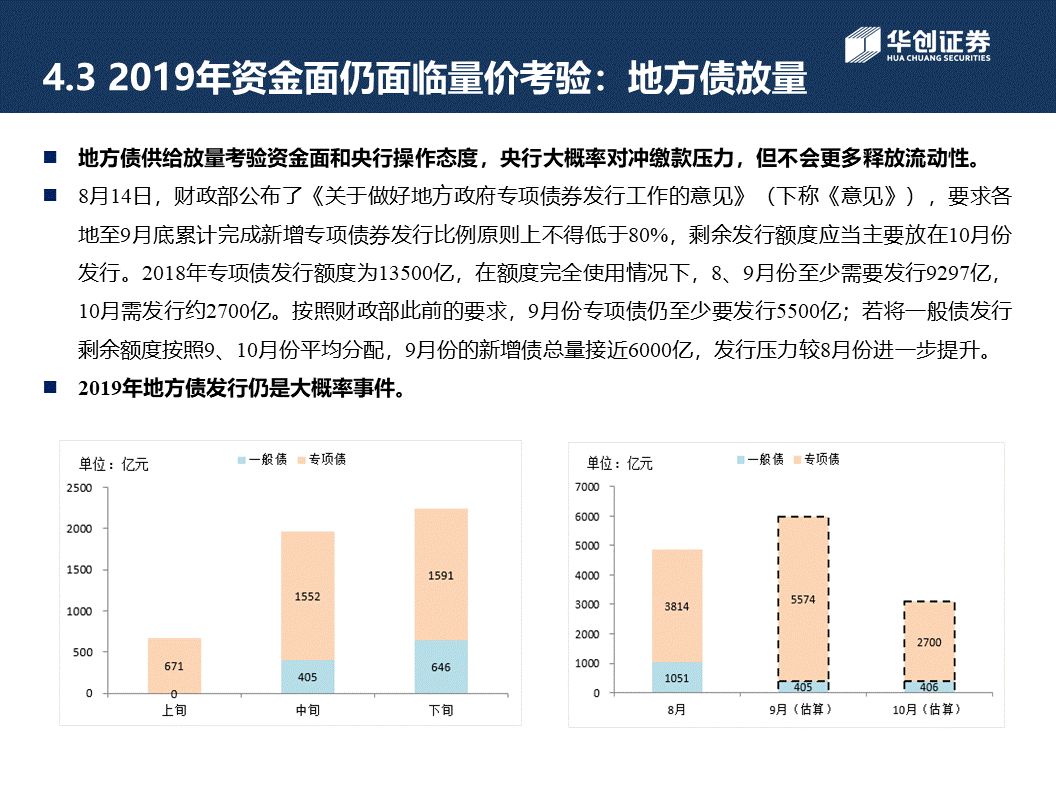 华创证券
HUA CHUANG SECURITIES
4.3 2019年资金面仍面临量价考验：地方债放量
地方债供给放量考验资金面和央行操作态度，央行大概率对冲缴款压力，但不会更多释放流动性。
8月14日，财政部公布了《关于做好地方政府专项债券发行工作的意见》（下称《意见》），要求各
地至9月底累计完成新增专项债券发行比例原则上不得低于80%，剩余发行额度应当主要放在10月份
发行。2018年专项债发行额度为13500亿，在额度完全使用情况下，8、9月份至少需要发行9297亿，
10月需发行约2700亿。按照财政部此前的要求，9月份专项债仍至少要发行5500亿；若将一般债发行
剩余额度按照9、10月份平均分配，9月份的新增债总量接近6000亿，发行压力较8月份进一步提升。
2019年地方债发行仍是大概率事件。
单位：亿元
一般债 专项债
2500
2000
1500
1000
500
0
671
0
1552
405
1591
646
上旬 中旬 下旬
单位：亿元
一般债 专项债
7000
6000
5000
4000
3000
2000
1000
0
3814
1051
5574
405
2700
406
8月 9月（估算） 10月（估算）